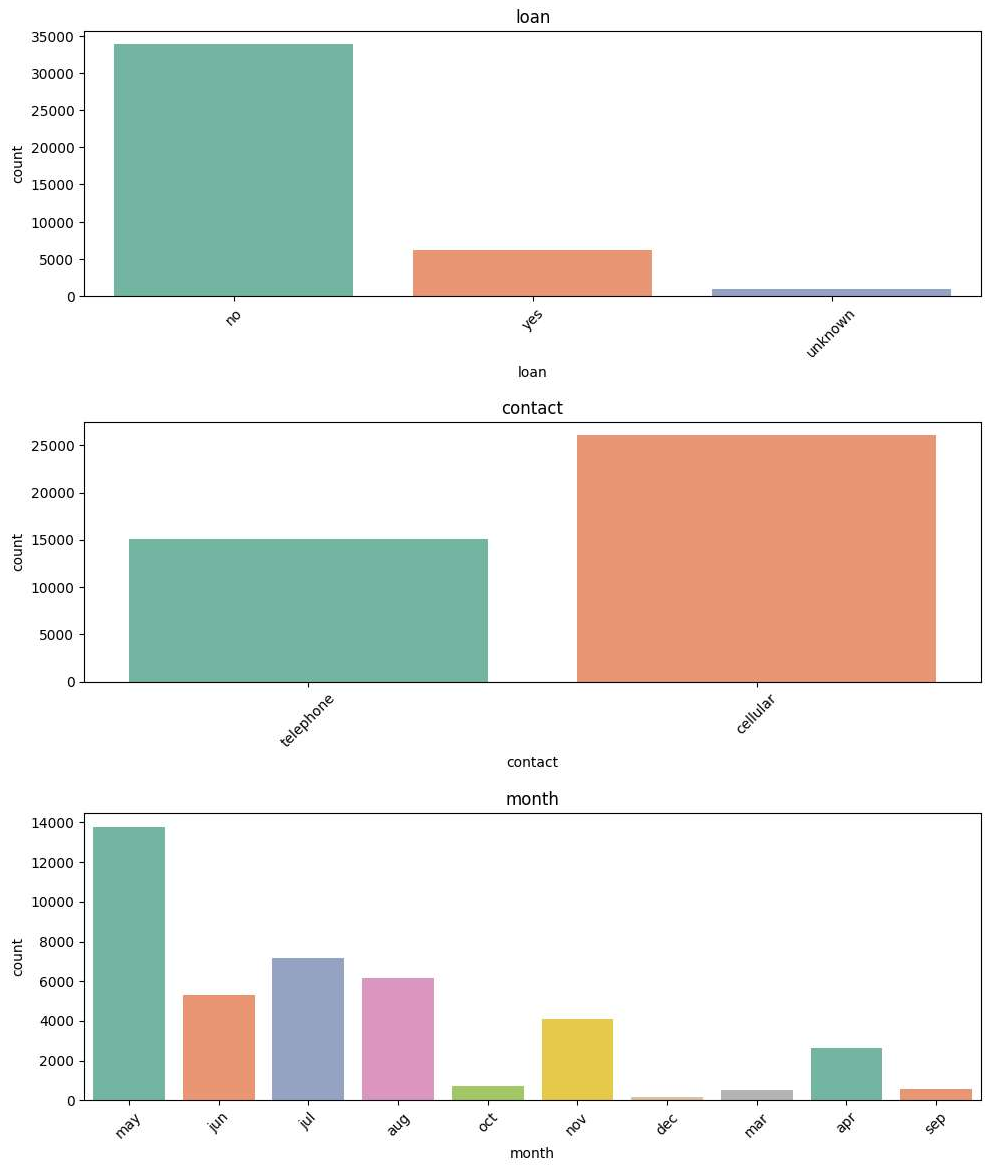 loan
35000
30000
25000
20000
15000
10000
5000
0
count
no yes unknown
loan
contact
25000
20000
15000
10000
5000
0
count
telephone cellular
contact
month
14000
12000
10000
8000
6000
4000
2000
0
count
may jun jul aug oct nov dec mar apr sep
month